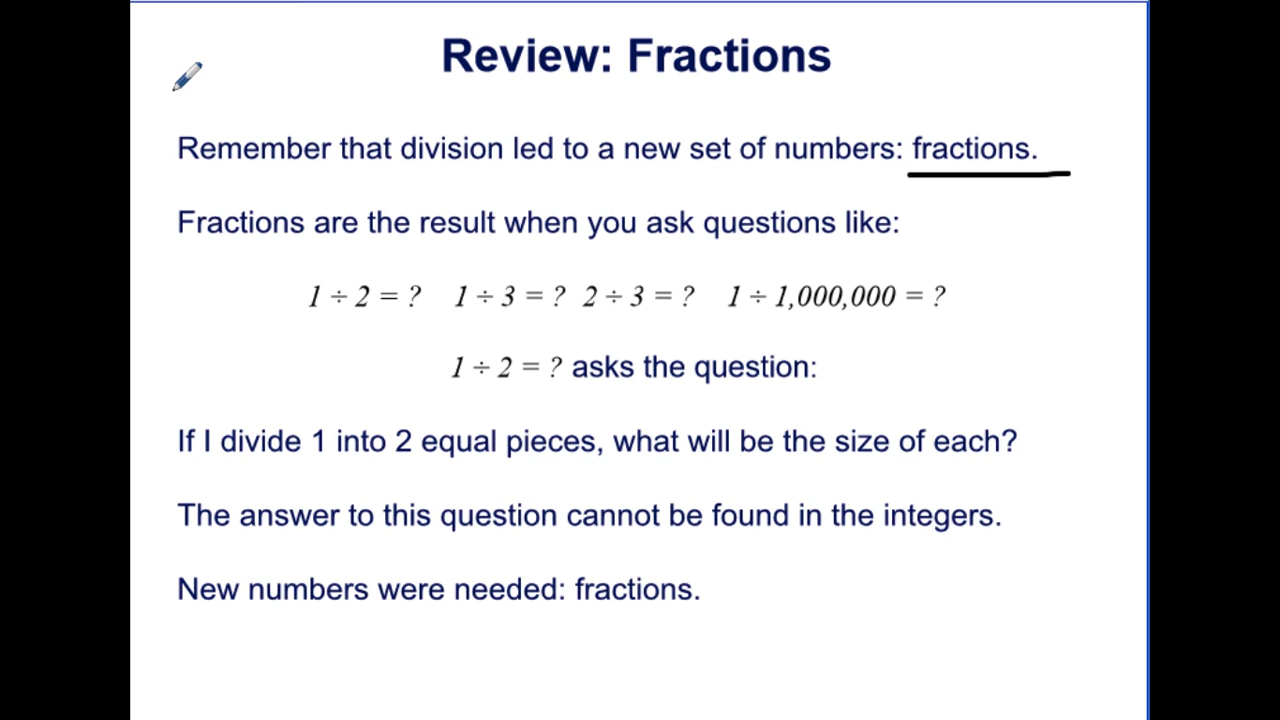 Review: Fractions
Remember that division led to a new set of numbers: fractions.
Fractions are the result when you ask questions like:
1 ÷ 2 = ? 1 ÷ 3 = ? 2 ÷ 3 = ? 1 ÷ 1,000,000 = ?
1 ÷ 2 = ? asks the question:
If I divide 1 into 2 equal pieces, what will be the size of each?
The answer to this question cannot be found in the integers.
New numbers were needed: fractions.